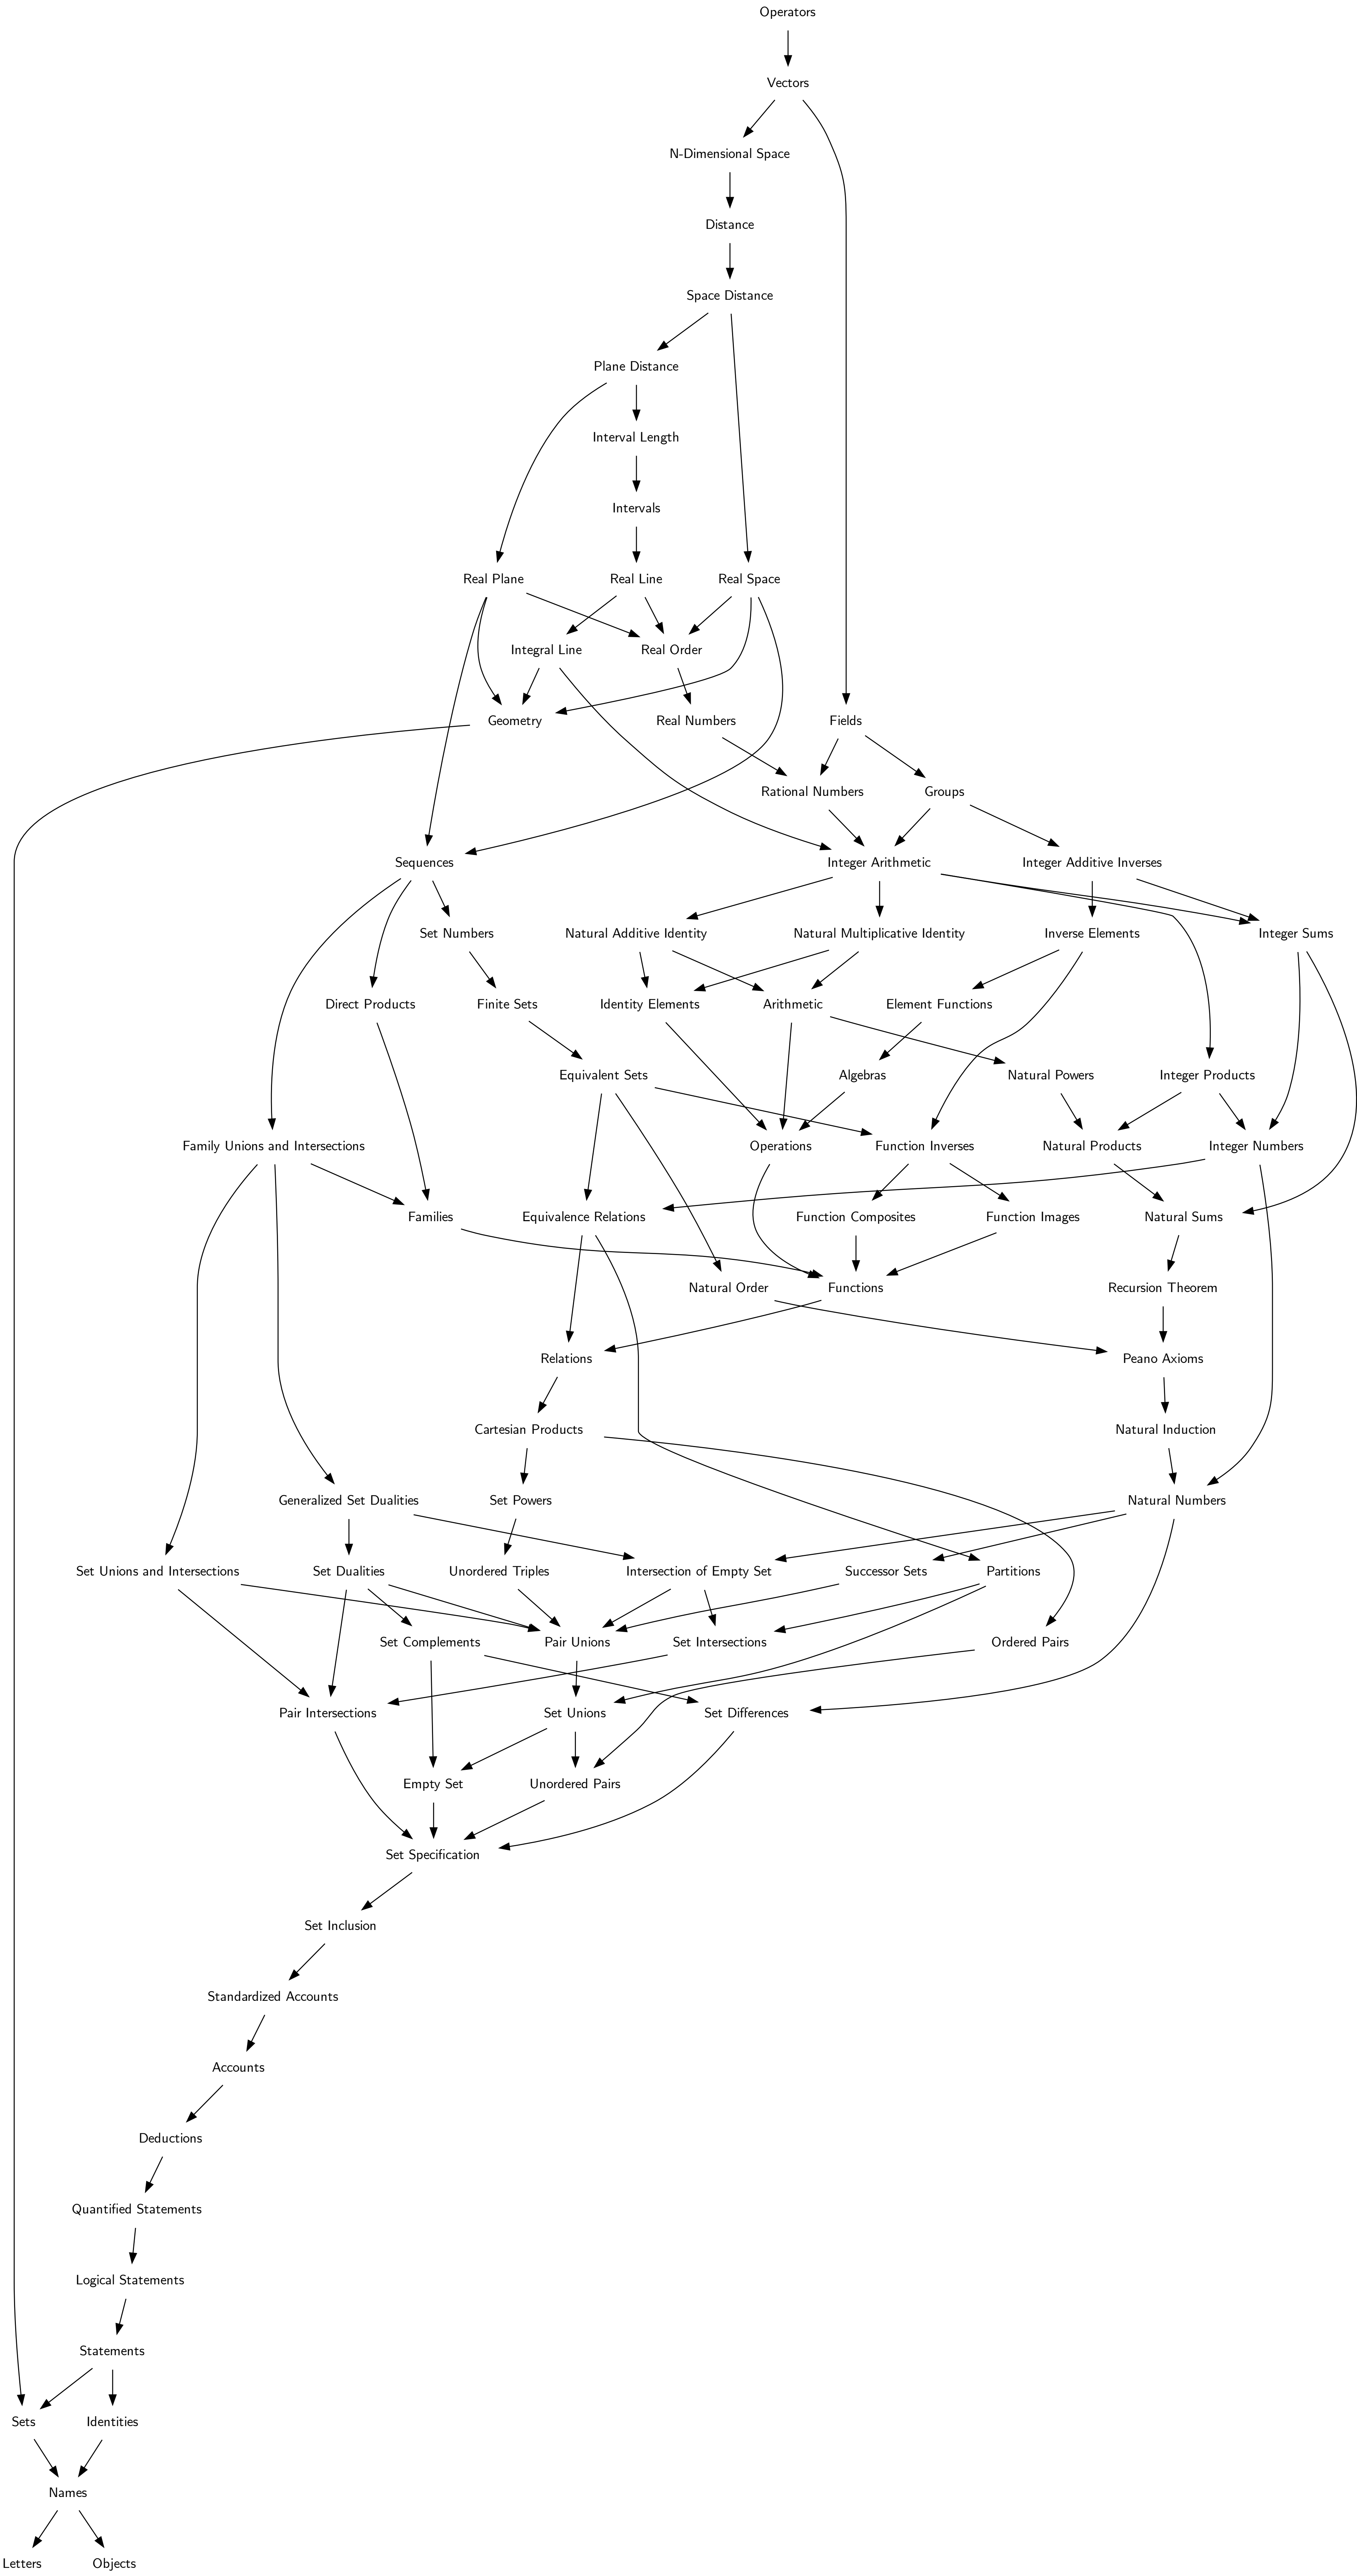 Operators
Vectors
N-Dimensional Space
Distance
Space Distance
Plane Distance
Interval Length
Intervals
Real Plane
Real Line
Real Space
Integral Line
Real Order
Geometry
Real Numbers
Fields
Rational Numbers
Groups
Sequences
Integer Arithmetic
Integer Additive Inverses
Set Numbers
Natural Additive Identity
Natural Multiplicative Identity
Inverse Elements
Integer Sums
Direct Products
Finite Sets
Identity Elements
Arithmetic
Element Functions
Equivalent Sets
Algebras
Natural Powers
Integer Products
Family Unions and Intersections
Operations
Function Inverses
Natural Products
Integer Numbers
Families
Equivalence Relations
Function Composites
Function Images
Natural Sums
Natural Order
Functions
Recursion Theorem
Relations
Peano Axioms
Cartesian Products
Natural Induction
Generalized Set Dualities
Set Powers
Natural Numbers
Set Unions and Intersections
Set Dualities
Unordered Triples
Intersection of Empty Set
Successor Sets
Partitions
Set Complements
Pair Unions
Set Intersections
Ordered Pairs
Pair Intersections
Set Unions
Set Differences
Empty Set
Unordered Pairs
Set Specification
Set Inclusion
Standardized Accounts
Accounts
Deductions
Quantified Statements
Logical Statements
Statements
Sets
Identities
Names
Letters
Objects